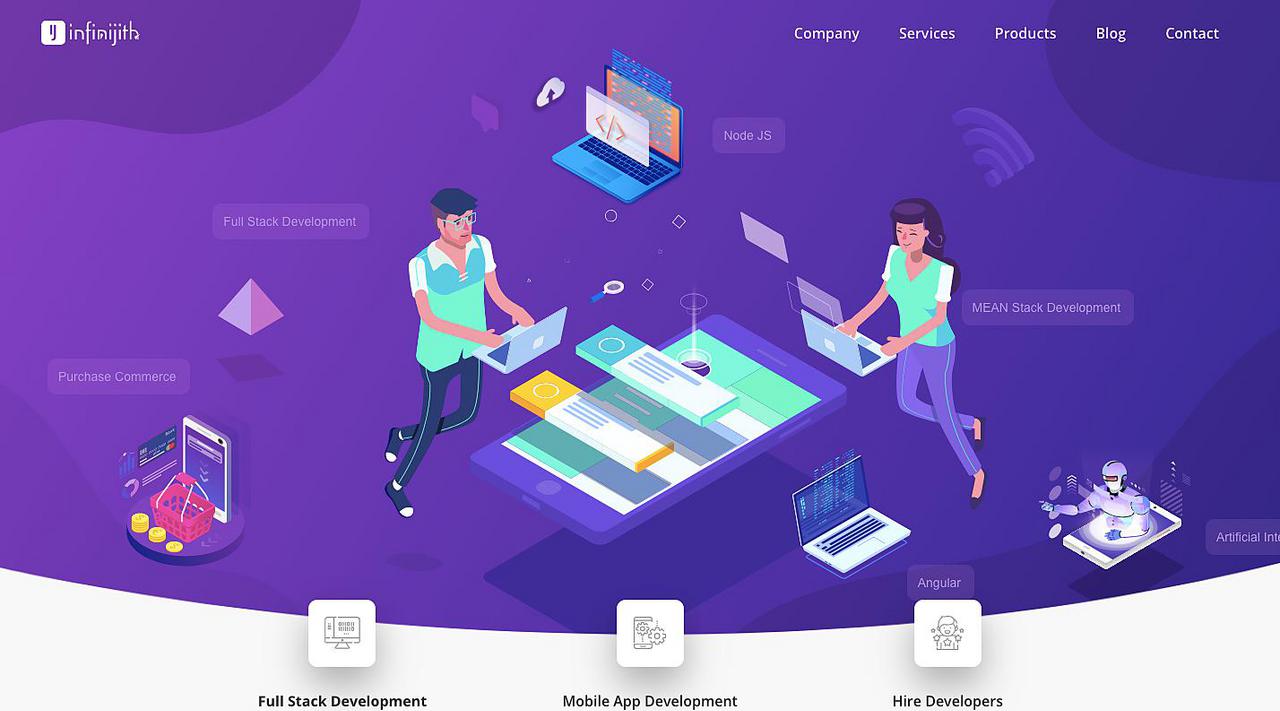 infinijith
Company
Services
Products
Blog
Contact
Node JS
Full Stack Development
MEAN Stack Development
Purchase Commerce
Artificial Inte
Angular
Full Stack Development
Mobile App Development
Hire Developers